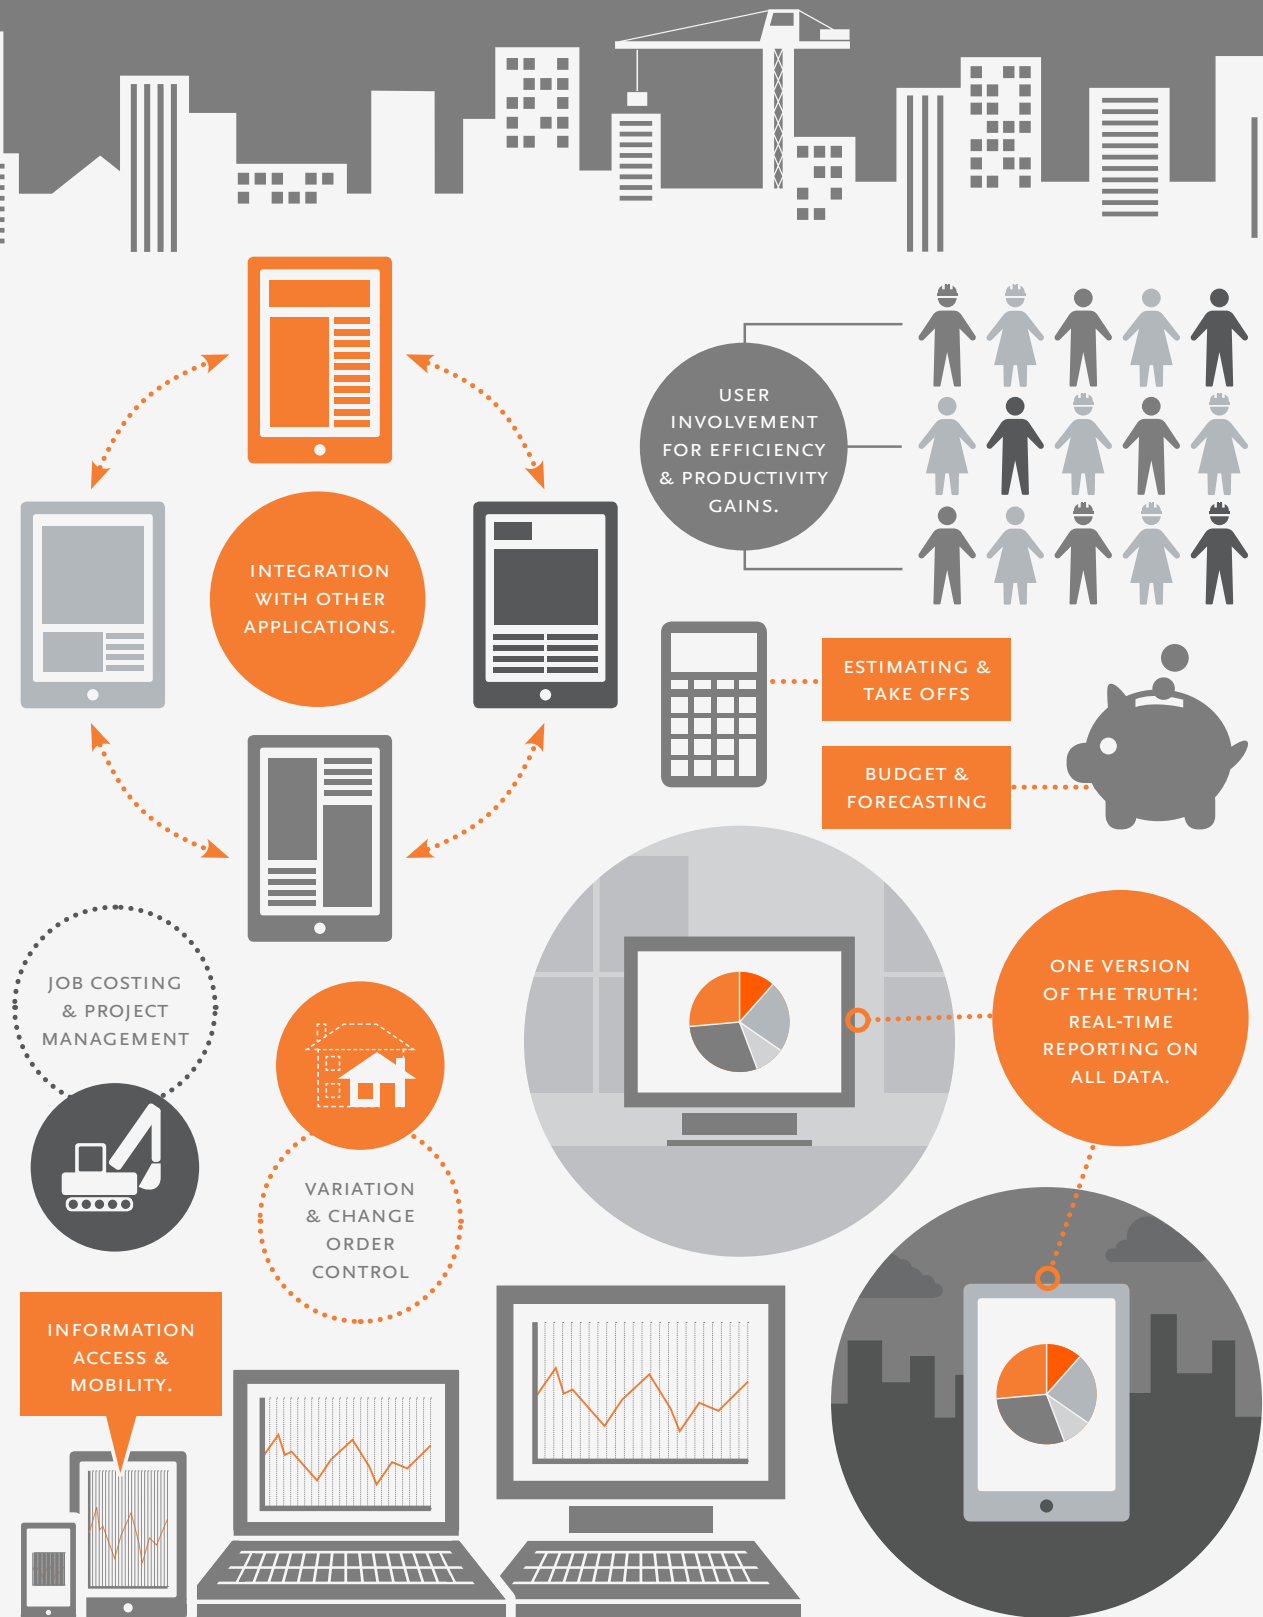 USER
INVOLVEMENT
FOR EFFICIENCY
& PRODUCTIVITY
GAINS.
INTEGRATION
WITH OTHER
APPLICATIONS.
ESTIMATING &
TAKE OFFS
BUDGET &
FORECASTING
JOB COSTING
& PROJECT
MANAGEMENT
ONE VERSION
OF THE TRUTH:
REAL-TIME
REPORTING ON
ALL DATA.
VARIATION
& CHANGE
ORDER
CONTROL
INFORMATION
ACCESS &
MOBILITY.